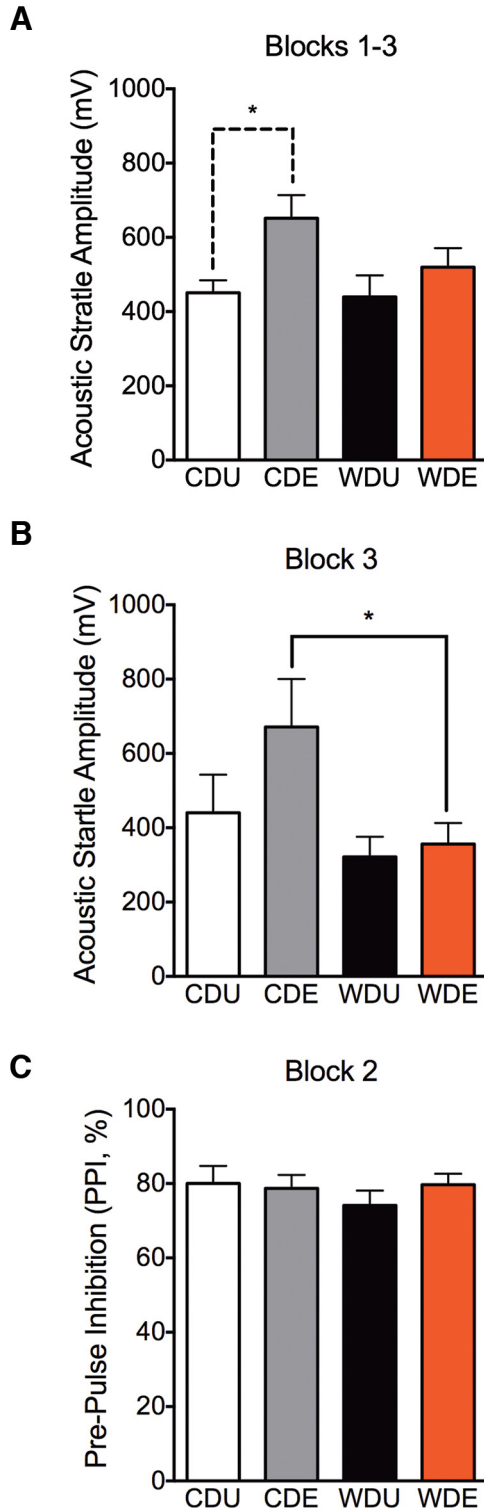 A
Blocks 1-3
Acoustic Stratle Amplitude (mV)
1000
800
600
400
200
0
*
CDU CDE WDU WDE
B
Block 3
Acoustic Startle Amplitude (mV)
1000
800
600
400
200
0
*
CDU CDE WDU WDE
C
Block 2
Pre-Pulse Inhibition (PPI, %)
100
80
60
40
20
0
CDU CDE WDU WDE